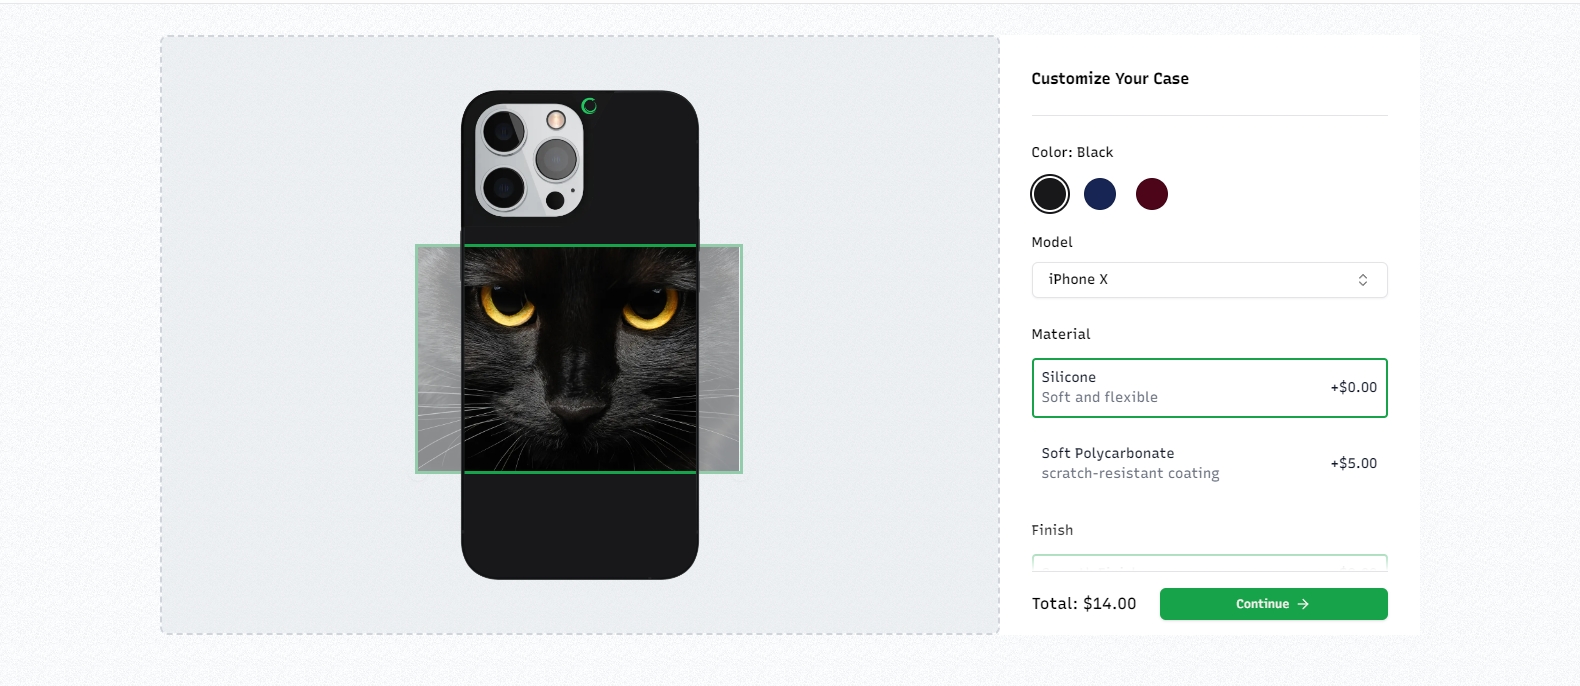 Customize Your Case
Color: Black
Model
iPhone X
Material
Silicone
Soft and flexible
+$0.00
Soft Polycarbonate
scratch-resistant coating
+$5.00
Finish
Total: $14.00
Continue →